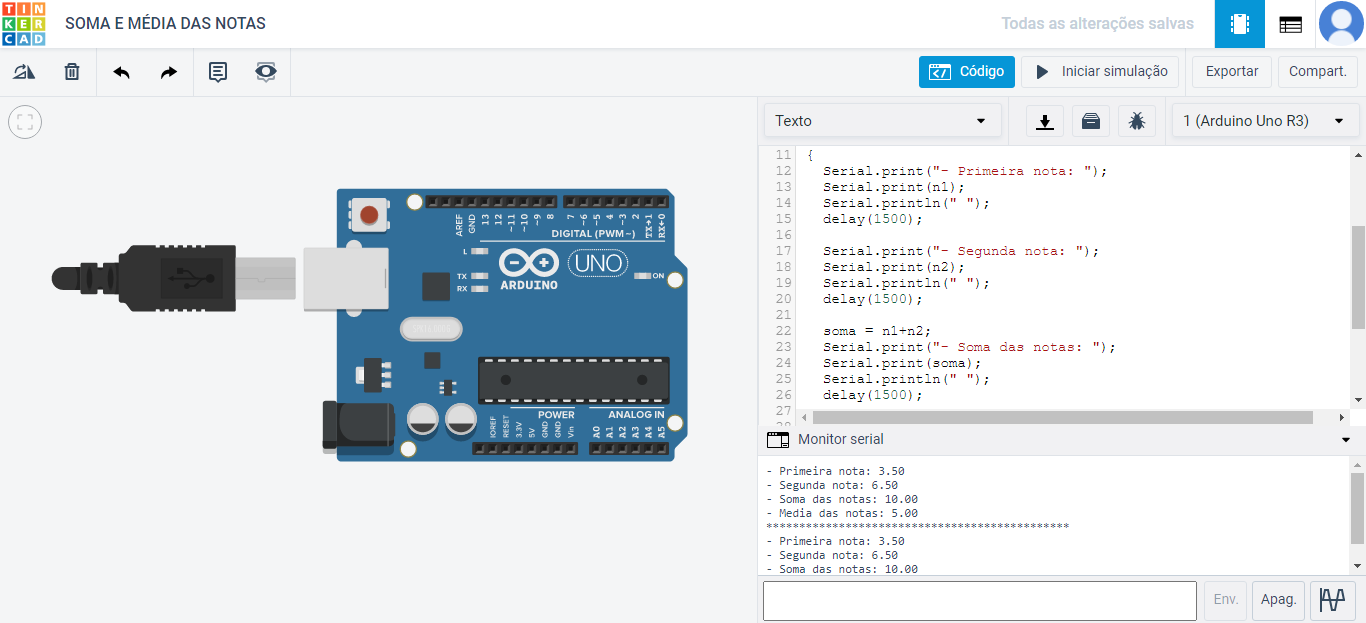 TIN
KER
CAD
SOMA E MÉDIA DAS NOTAS
Todas as alterações salvas
Código
Iniciar simulação
Exportar
Compart.
Texto
1 (Arduino Uno R3)
11 {
12 Serial.print("- Primeira nota: ");
13 Serial.print(n1);
14 Serial.println(" ");
15 delay(1500);
16
17 Serial.print("- Segunda nota: ");
18 Serial.print(n2);
19 Serial.println(" ");
20 delay(1500);
21
22 soma = n1+n2;
23 Serial.print("- Soma das notas: ");
24 Serial.print(soma);
25 Serial.println(" ");
26 delay(1500);
27
Monitor serial
- Primeira nota: 3.50
- Segunda nota: 6.50
- Soma das notas: 10.00
- Media das notas: 5.00
**********************************************
- Primeira nota: 3.50
- Segunda nota: 6.50
- Soma das notas: 10.00
Env.
Apag.
AREF GND 13 12 ~11 ~10 ~9 8 7 ~6 ~5 4 ~3 2 TX→1 RX←0
DIGITAL (PWM ~)
L
TX
RX
ARDUINO
UNO
ON
POWER
ANALOG IN
IOREF RESET 3.3V 5V GND GND Vin A0 A1 A2 A3 A4 A5